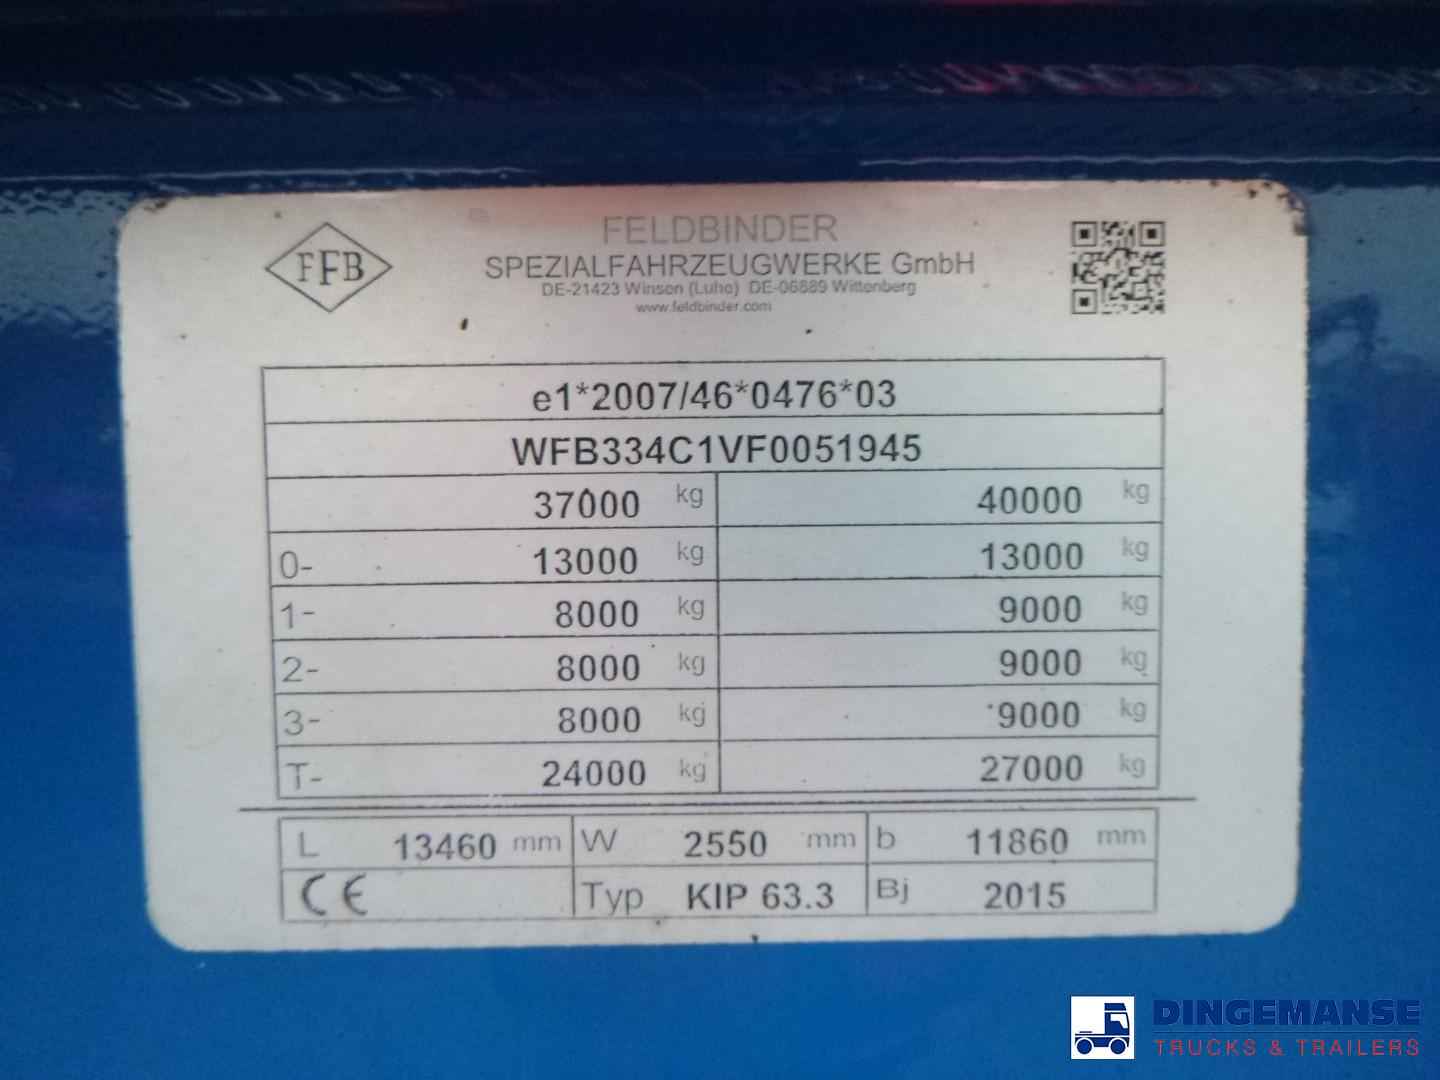 FFB
FELDBINDER
SPEZIALFAHRZEUGWERKE GmbH
DE-21423 Winsen (Luhe) DE-06889 Wittenberg
www.feldbinder.com
e1*2007/46*0476*03
WFB334C1VF0051945
37000 kg 40000 kg
0- 13000 kg 13000 kg
1- 8000 kg 9000 kg
2- 8000 kg 9000 kg
3- 8000 kg 9000 kg
T- 24000 kg 27000 kg
L 13460 mm W 2550 mm b 11860 mm
CE Typ KIP 63.3 Bj 2015
DINGEMANSE
TRUCKS & TRAILERS